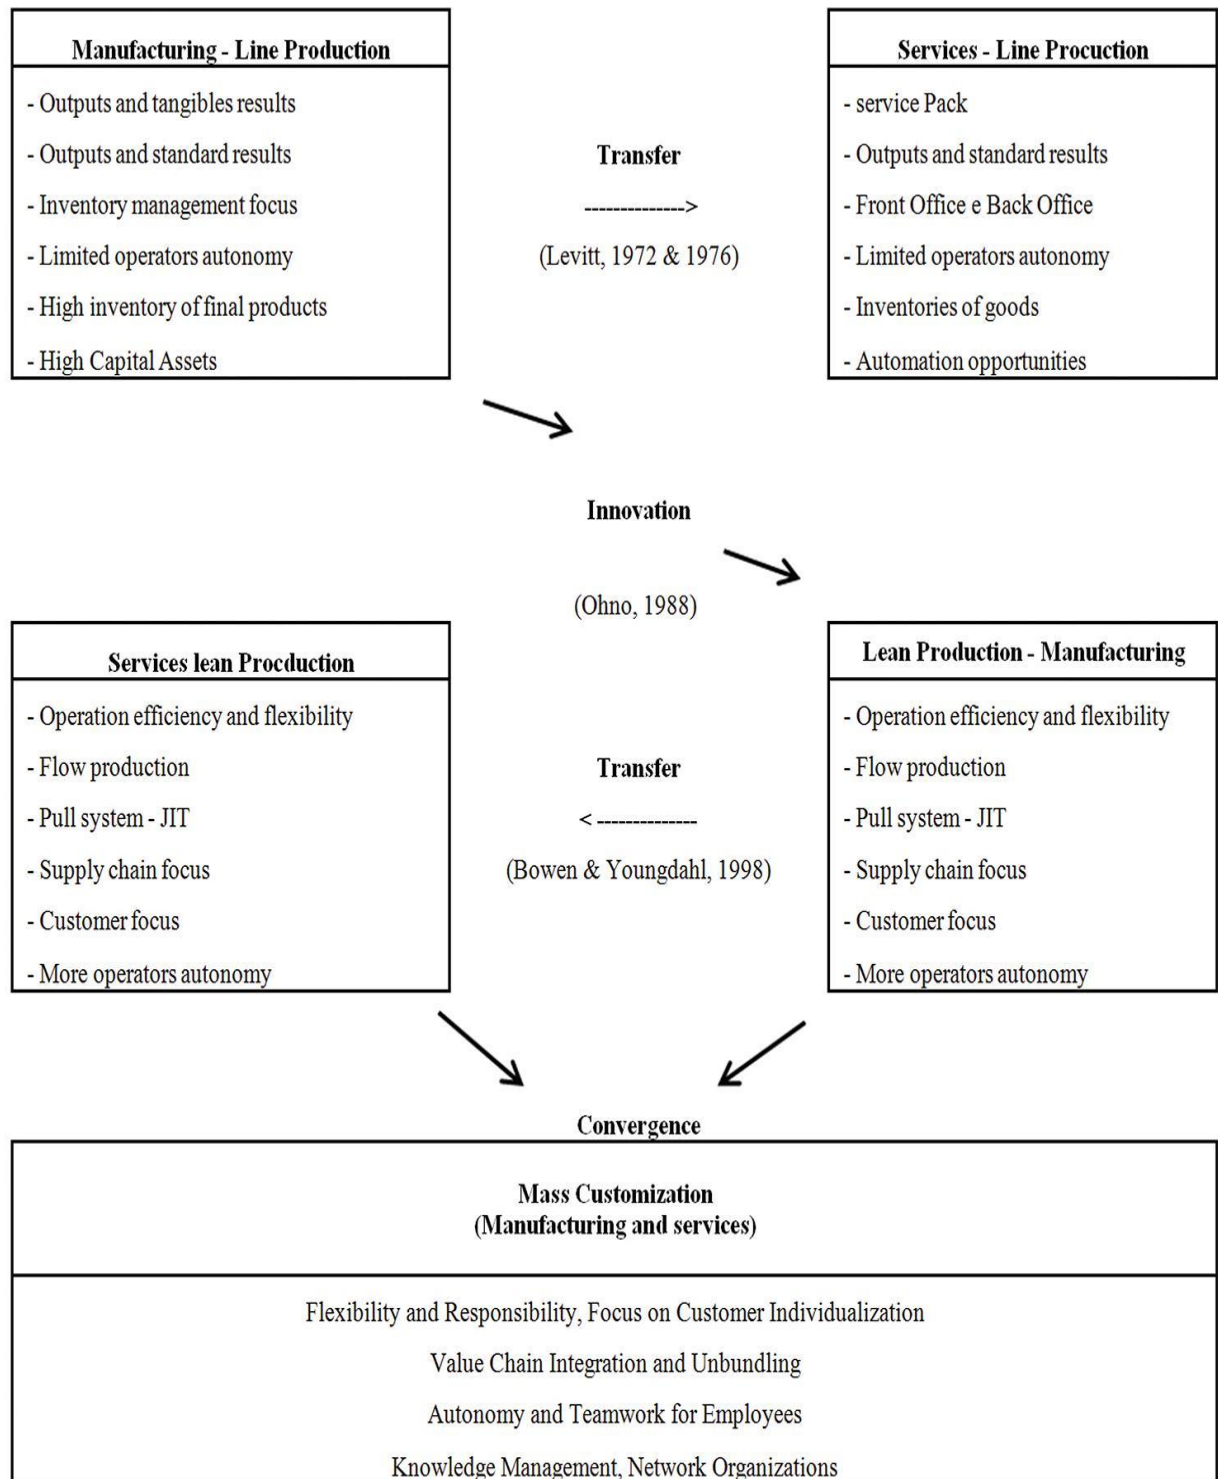 Manufacturing - Line Production
- Outputs and tangibles results
- Outputs and standard results
- Inventory management focus
- Limited operators autonomy
- High inventory of final products
- High Capital Assets
Transfer
-------------->
(Levitt, 1972 & 1976)
Services - Line Procuction
- service Pack
- Outputs and standard results
- Front Office e Back Office
- Limited operators autonomy
- Inventories of goods
- Automation opportunities
Innovation
(Ohno, 1988)
Services lean Procduction
- Operation efficiency and flexibility
- Flow production
- Pull system - JIT
- Supply chain focus
- Customer focus
- More operators autonomy
Transfer
< --------------
(Bowen & Youngdahl, 1998)
Lean Production - Manufacturing
- Operation efficiency and flexibility
- Flow production
- Pull system - JIT
- Supply chain focus
- Customer focus
- More operators autonomy
Convergence
Mass Customization
(Manufacturing and services)
Flexibility and Responsibility, Focus on Customer Individualization
Value Chain Integration and Unbundling
Autonomy and Teamwork for Employees
Knowledge Management, Network Organizations